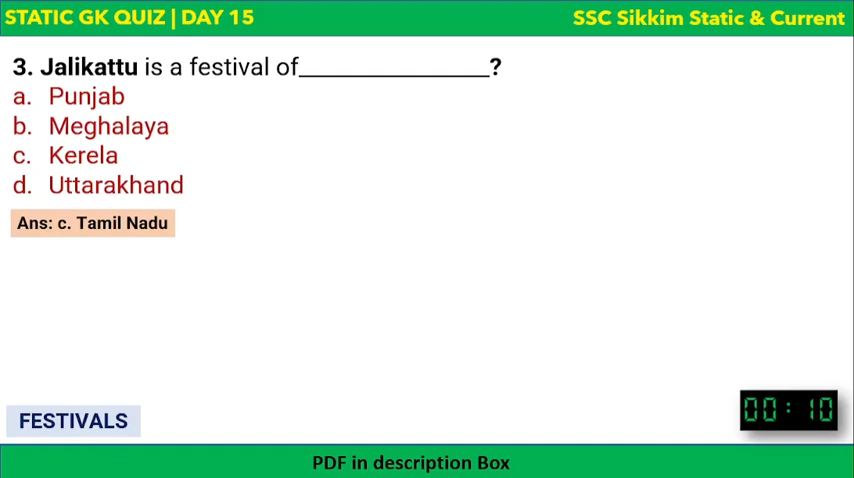 STATIC GK QUIZ | DAY 15
SSC Sikkim Static & Current
3. Jalikattu is a festival of________________?
a. Punjab
b. Meghalaya
c. Kerela
d. Uttarakhand
Ans: c. Tamil Nadu
FESTIVALS
00:10
PDF in description Box